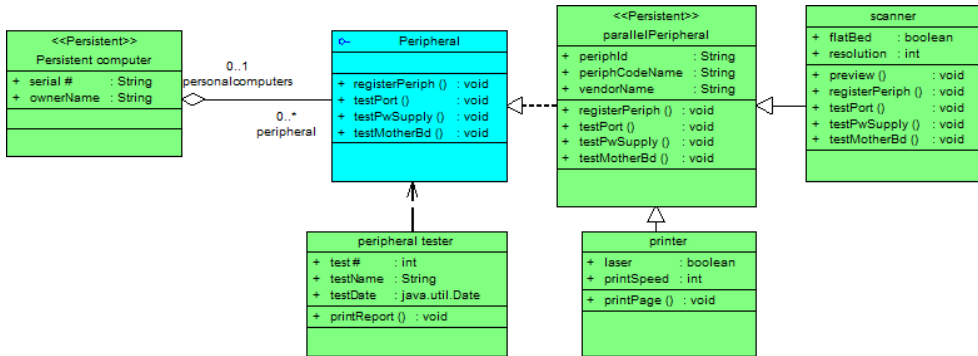 <<Persistent>>
Persistent computer
+ serial # : String
+ ownerName : String
0..1
personalcomputers
0..*
peripheral
Peripheral
+ registerPeriph () : void
+ testPort () : void
+ testPwSupply () : void
+ testMotherBd () : void
<<Persistent>>
parallelPeripheral
+ periphId : String
+ periphCodeName : String
+ vendorName : String
+ registerPeriph () : void
+ testPort () : void
+ testPwSupply () : void
+ testMotherBd () : void
scanner
+ flatBed : boolean
+ resolution : int
+ preview () : void
+ registerPeriph () : void
+ testPort () : void
+ testPwSupply () : void
+ testMotherBd () : void
peripheral tester
+ test# : int
+ testName : String
+ testDate : java.util.Date
+ printReport () : void
printer
+ laser : boolean
+ printSpeed : int
+ printPage () : void